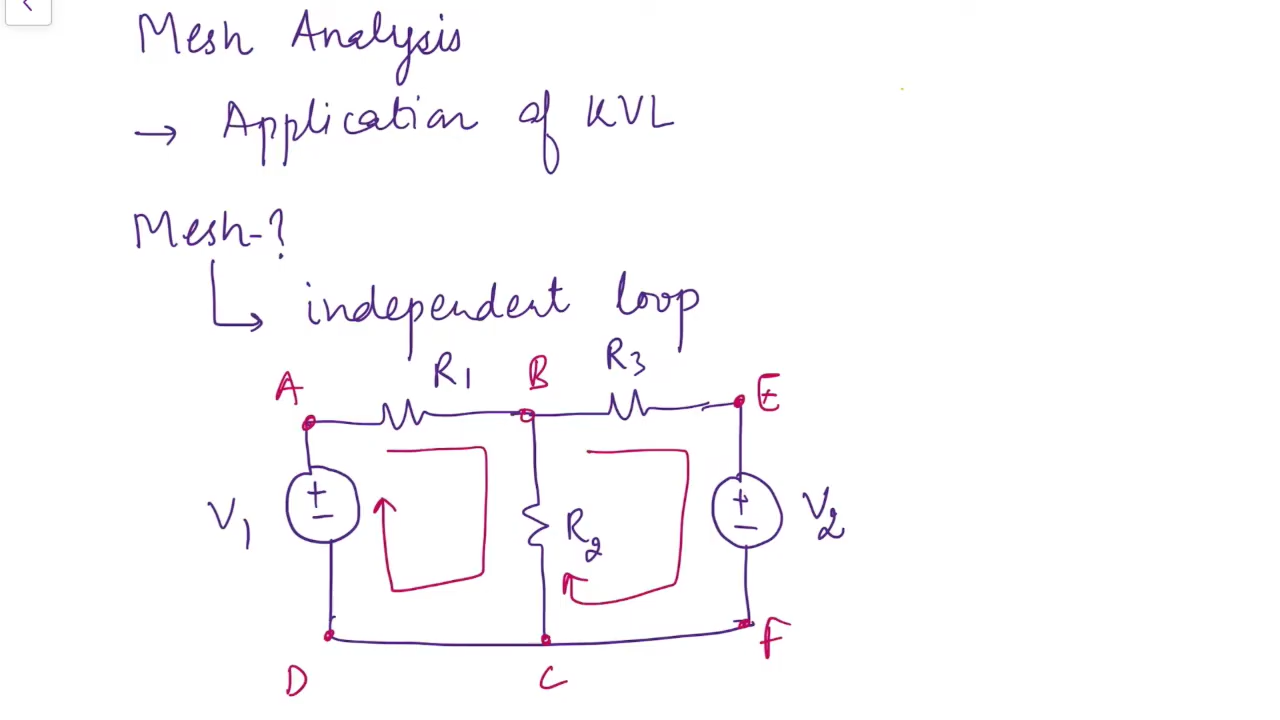 Mesh Analysis
→ Application of KVL
Mesh-?
independent loop
R1 B R3
A E
V1 + - R2 + - V2
D C F